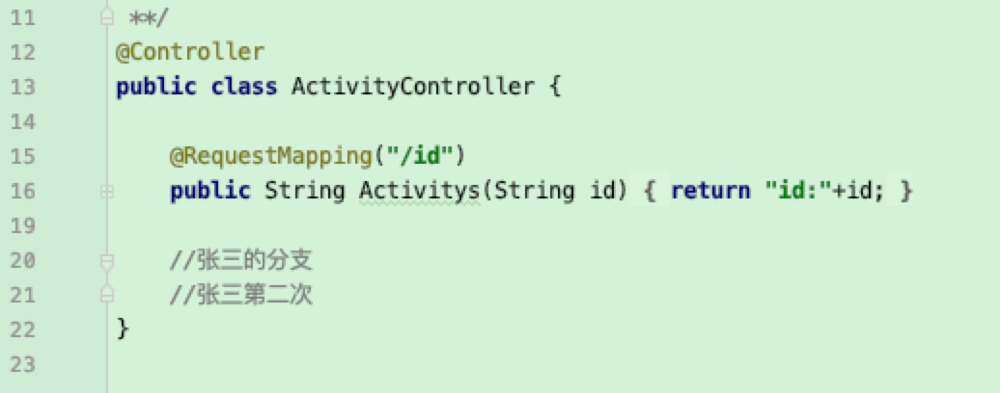 11 **/
12 @Controller
13 public class ActivityController {
14
15 @RequestMapping("/id")
16 public String Activitys(String id) { return "id:"+id; }
19
20 //张三的分支
21 //张三第二次
22 }
23